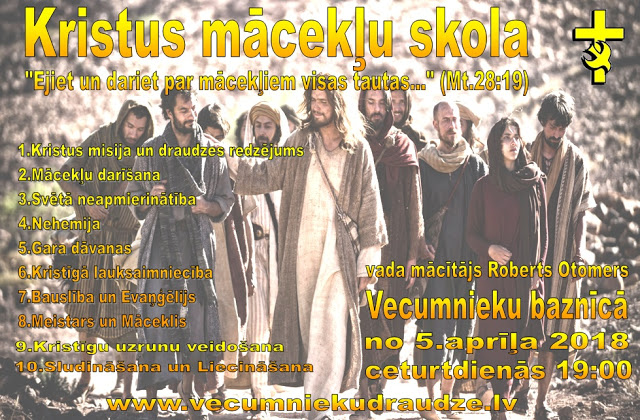 Kristus mācekļu skola
"Ejiet un dariet par mācekļiem visas tautas..." (Mt.28:19)
1.Kristus misija un draudzes redzējums
2.Mācekļu darīšana
3.Svētā neapmierinātība
4.Nehemija
5.Gara dāvanas
6.Kristīgā lauksaimniecība
7.Bauslība un Evaņģēlijs
8.Meistars un Māceklis
9.Kristīgu uzrunu veidošana
10.Sludināšana un Liecināšana
vada mācītājs Roberts Otomers
Vecumnieku baznīcā
no 5.aprīļa 2018
ceturtdienās 19:00
www.vecumniekudraudze.lv